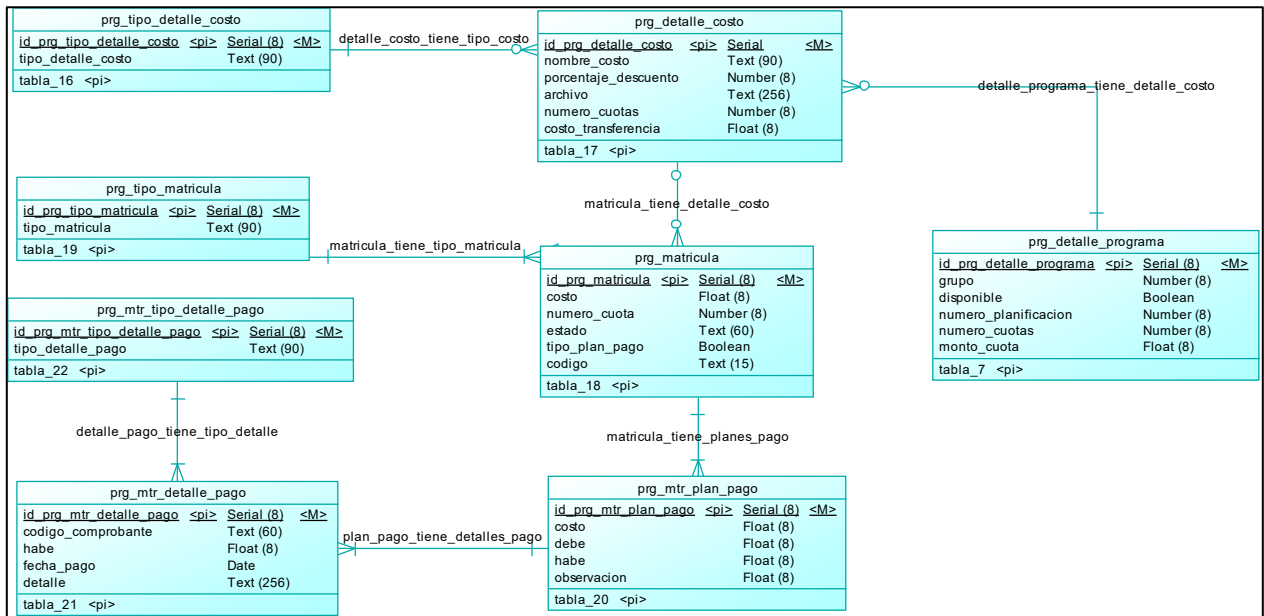 prg_tipo_detalle_costo
id_prg_tipo_detalle_costo <pi> Serial (8) <M>
tipo_detalle_costo Text (90)
tabla_16 <pi>
detalle_costo_tiene_tipo_costo
prg_detalle_costo
id_prg_detalle_costo <pi> Serial <M>
nombre_costo Text (90)
porcentaje_descuento Number (8)
archivo Text (256)
numero_cuotas Number (8)
costo_transferencia Float (8)
tabla_17 <pi>
detalle_programa_tiene_detalle_costo
prg_tipo_matricula
id_prg_tipo_matricula <pi> Serial (8) <M>
tipo_matricula Text (90)
tabla_19 <pi>
matricula_tiene_detalle_costo
matricula_tiene_tipo_matricula
prg_matricula
id_prg_matricula <pi> Serial (8) <M>
costo Float (8)
numero_cuota Number (8)
estado Text (60)
tipo_plan_pago Boolean
codigo Text (15)
tabla_18 <pi>
prg_detalle_programa
id_prg_detalle_programa <pi> Serial (8) <M>
grupo Number (8)
disponible Boolean
numero_planificacion Number (8)
numero_cuotas Number (8)
monto_cuota Float (8)
tabla_7 <pi>
prg_mtr_tipo_detalle_pago
id_prg_mtr_tipo_detalle_pago <pi> Serial (8) <M>
tipo_detalle_pago Text (90)
tabla_22 <pi>
detalle_pago_tiene_tipo_detalle
matricula_tiene_planes_pago
prg_mtr_detalle_pago
id_prg_mtr_detalle_pago <pi> Serial (8) <M>
codigo_comprobante Text (60)
habe Float (8)
fecha_pago Date
detalle Text (256)
tabla_21 <pi>
plan_pago_tiene_detalles_pago
prg_mtr_plan_pago
id_prg_mtr_plan_pago <pi> Serial (8) <M>
costo Float (8)
debe Float (8)
habe Float (8)
observacion Float (8)
tabla_20 <pi>